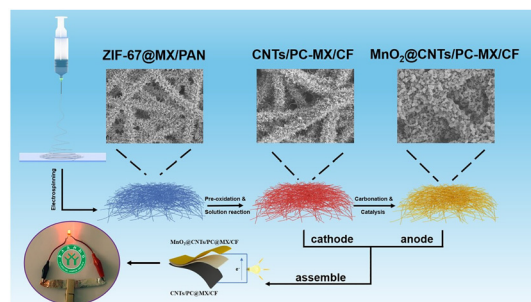 ZIF-67@MX/PAN
CNTs/PC-MX/CF
MnO₂@CNTs/PC-MX/CF
Electrospinning
Pre-oxidation &
Solution reaction
Carbonation &
Catalysis
cathode
anode
assemble
MnO₂@CNTs/PC@MX/CF
CNTs/PC@MX/CF